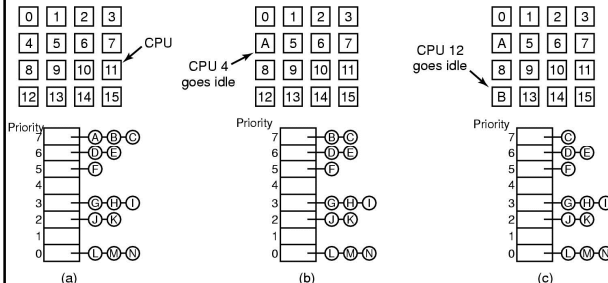 0 1 2 3
4 5 6 7
8 9 10 11
12 13 14 15
CPU
Priority
7 A B C
6 D E
5 F
4
3 G H I
2 J K
1
0 L M N
(a)
0 1 2 3
A 5 6 7
8 9 10 11
12 13 14 15
CPU 4
goes idle
Priority
7 B C
6 D E
5 F
4
3 G H I
2 J K
1
0 L M N
(b)
0 1 2 3
A 5 6 7
8 9 10 11
B 13 14 15
CPU 12
goes idle
Priority
7 C
6 D E
5 F
4
3 G H I
2 J K
1
0 L M N
(c)